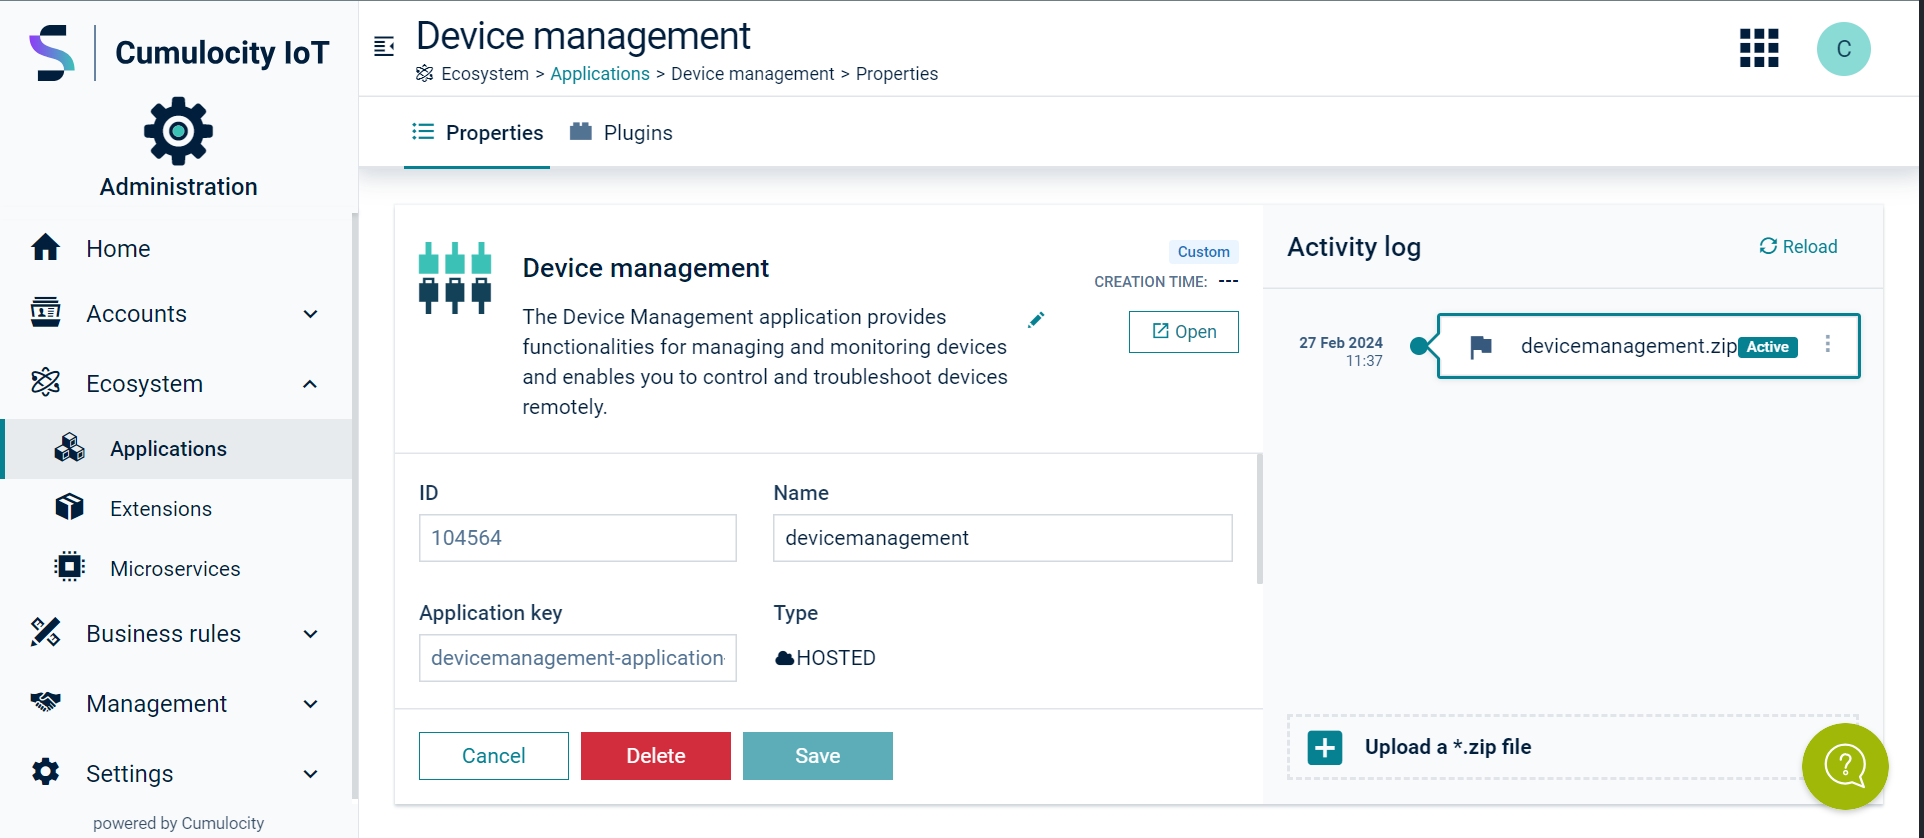 Cumulocity IoT
Administration
Home
Accounts
Ecosystem
Applications
Extensions
Microservices
Business rules
Management
Settings
powered by Cumulocity
Device management
Ecosystem > Applications > Device management > Properties
C
Properties
Plugins
Device management
The Device Management application provides
functionalities for managing and monitoring devices
and enables you to control and troubleshoot devices
remotely.
Custom
CREATION TIME: ---
Open
ID
104564
Name
devicemanagement
Application key
devicemanagement-application-
Type
HOSTED
Cancel
Delete
Save
Activity log
Reload
27 Feb 2024
11:37
devicemanagement.zip Active
Upload a *.zip file
?